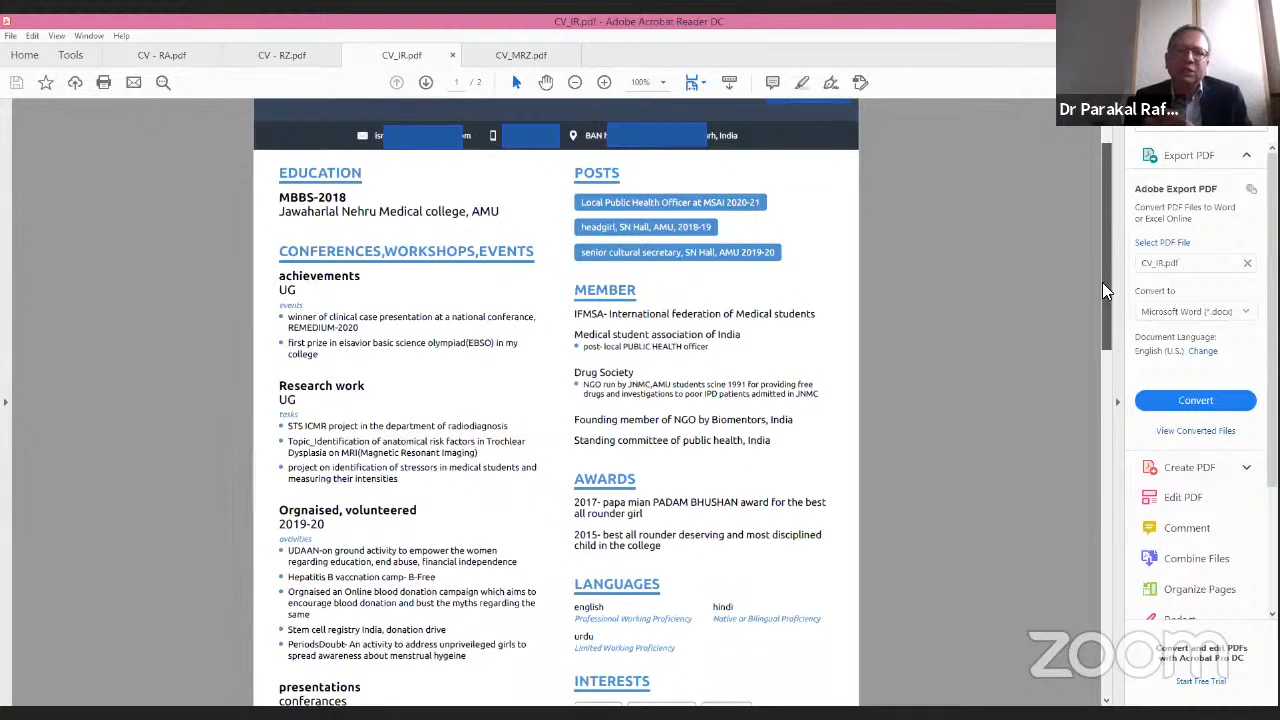 CV_IR.pdf - Adobe Acrobat Reader DC
File Edit View Window Help
Home Tools CV - RA.pdf CV - RZ.pdf CV_IR.pdf × CV_MRZ.pdf
1 / 2 100%
Dr Parakal Raf...
BAN h India
EDUCATION
MBBS-2018
Jawaharlal Nehru Medical college, AMU
CONFERENCES,WORKSHOPS,EVENTS
achievements
UG
events
winner of clinical case presentation at a national conferance,
REMEDIUM-2020
first prize in elsavior basic science olympiad(EBSO) in my
college
Research work
UG
tasks
STS ICMR project in the department of radiodiagnosis
Topic_Identification of anatomical risk factors in Trochlear
Dysplasia on MRI(Magnetic Resonant Imaging)
project on identification of stressors in medical students and
measuring their intensities
Orgnaised, volunteered
2019-20
avtivities
UDAAN-on ground activity to empower the women
regarding education, end abuse, financial independence
Hepatitis B vaccnation camp- B-Free
Orgnaised an Online blood donation campaign which aims to
encourage blood donation and bust the myths regarding the
same
Stem cell registry India, donation drive
PeriodsDoubt- An activity to address unpriveileged girls to
spread awareness about menstrual hygeine
presentations
conferances
POSTS
Local Public Health Officer at MSAI 2020-21
headgirl, SN Hall, AMU, 2018-19
senior cultural secretary, SN Hall, AMU 2019-20
MEMBER
IFMSA- International federation of Medical students
Medical student association of India
post- local PUBLIC HEALTH officer
Drug Society
NGO run by JNMC,AMU students scine 1991 for providing free
drugs and investigations to poor IPD patients admitted in JNMC
Founding member of NGO by Biomentors, India
Standing committee of public health, India
AWARDS
2017- papa mian PADAM BHUSHAN award for the best
all rounder girl
2015- best all rounder deserving and most disciplined
child in the college
LANGUAGES
english hindi
Professional Working Proficiency Native or Bilingual Proficiency
urdu
Limited Working Proficiency
INTERESTS
Export PDF
Adobe Export PDF
Convert PDF Files to Word
or Excel Online
Select PDF File
CV_IR.pdf ×
Convert to
Microsoft Word (*.docx)
Document Language:
English (U.S.) Change
Convert
View Converted Files
Create PDF
Edit PDF
Comment
Combine Files
Organize Pages
Redact
Convert and edit PDFs
with Acrobat Pro DC
Start Free Trial
zoom